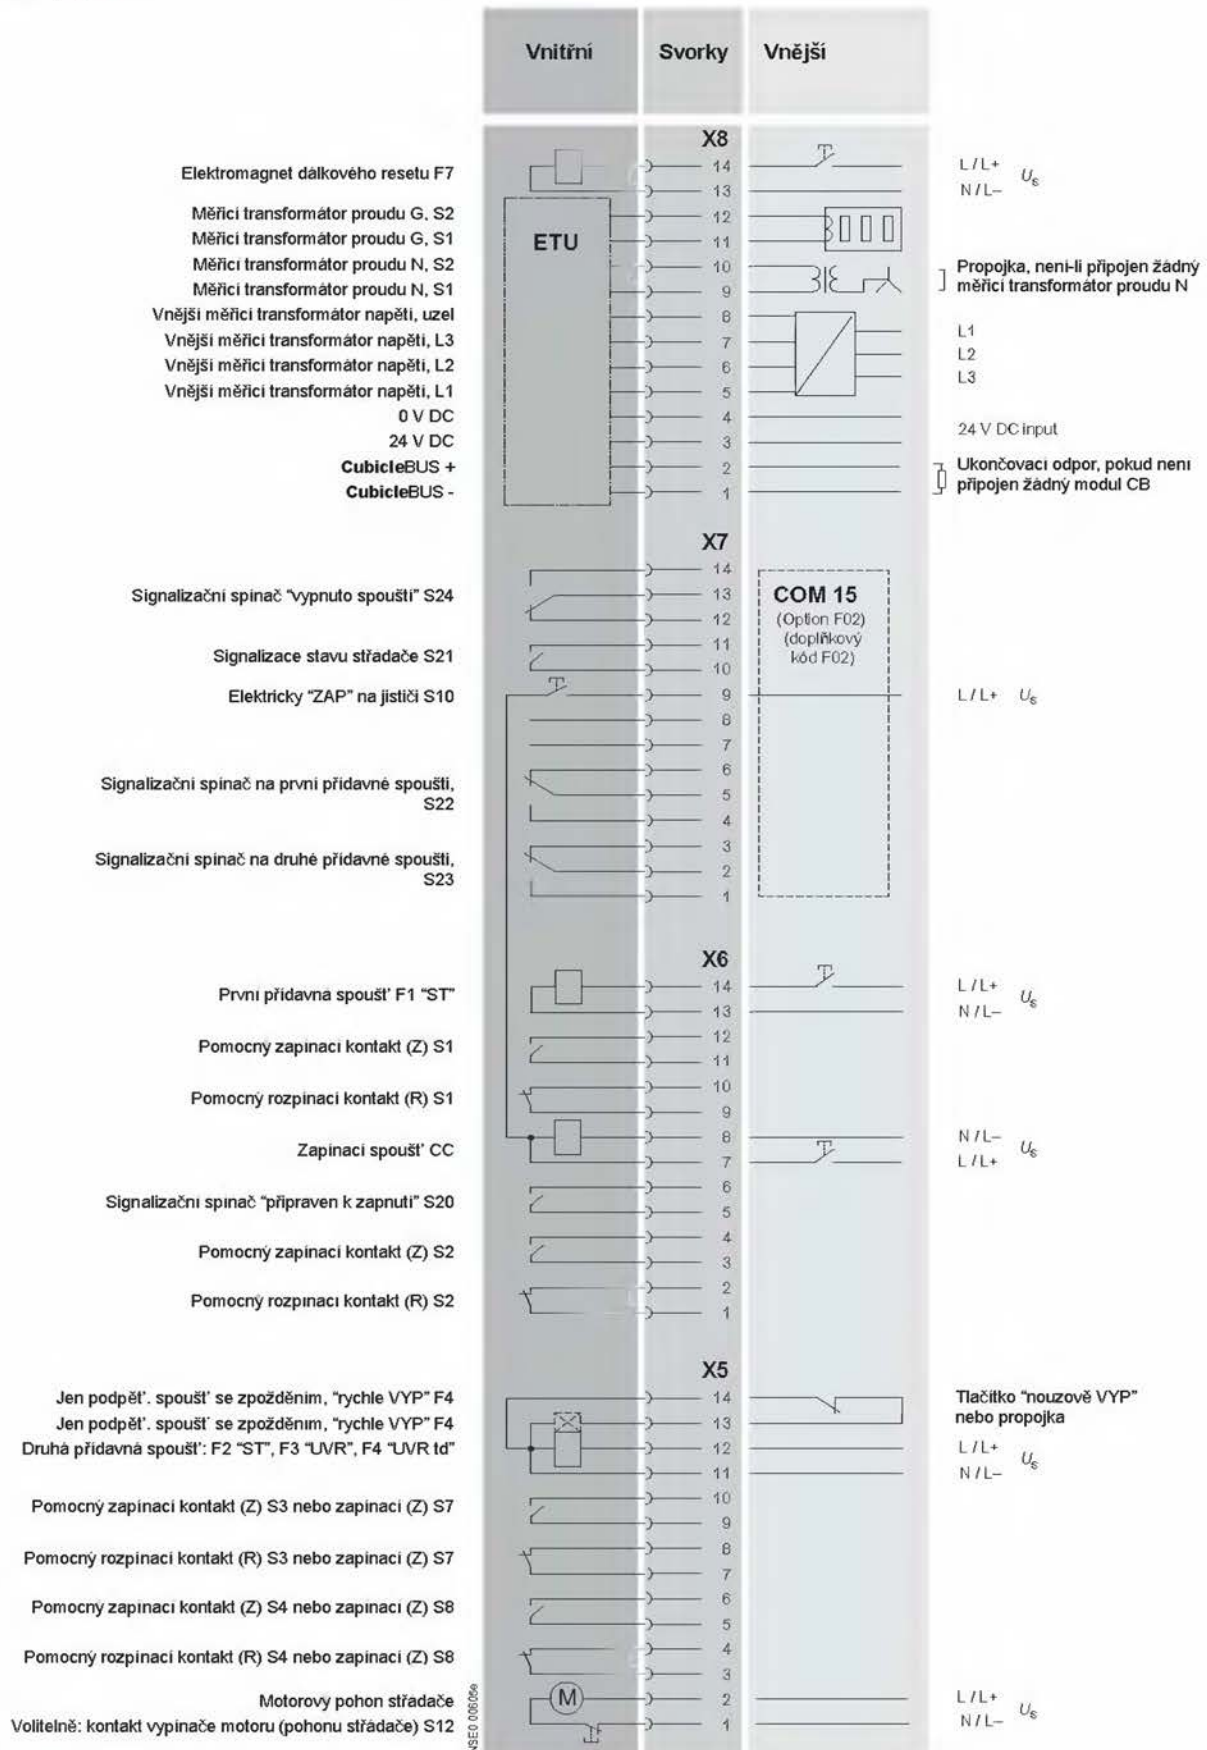 Vnitřní Svorky Vnější
X8
Elektromagnet dálkového resetu F7 14 L / L+ Us
13 N / L–
Měřicí transformátor proudu G, S2 12
Měřicí transformátor proudu G, S1 ETU 11
Měřicí transformátor proudu N, S2 10 Propojka, není-li připojen žádný
Měřicí transformátor proudu N, S1 9 měřicí transformátor proudu N
Vnější měřicí transformátor napětí, uzel 8
Vnější měřicí transformátor napětí, L3 7 L1
Vnější měřicí transformátor napětí, L2 6 L2
Vnější měřicí transformátor napětí, L1 5 L3
0 V DC 4
24 V DC 3 24 V DC input
CubicleBUS + 2 Ukončovací odpor, pokud není
CubicleBUS - 1 připojen žádný modul CB
X7
14
Signalizační spínač "vypnuto spouští" S24 13 COM 15
12 (Option F02)
11 (doplňkový
Signalizace stavu střadače S21 10 kód F02)
Elektricky "ZAP" na jističi S10 9 L / L+ Us
8
7
6
Signalizační spínač na první přídavné spoušti, 5
S22 4
3
Signalizační spínač na druhé přídavné spoušti, 2
S23 1
X6
První přídavná spoušť F1 "ST" 14 L / L+ Us
13 N / L–
Pomocný zapínací kontakt (Z) S1 12
11
Pomocný rozpínací kontakt (R) S1 10
9
Zapínací spoušť CC 8 N / L– Us
7 L / L+
Signalizační spínač "připraven k zapnutí" S20 6
5
Pomocný zapínací kontakt (Z) S2 4
3
Pomocný rozpínací kontakt (R) S2 2
1
X5
Jen podpěť. spoušť se zpožděním, "rychle VYP" F4 14 Tlačítko "nouzově VYP"
Jen podpěť. spoušť se zpožděním, "rychle VYP" F4 13 nebo propojka
Druhá přídavná spoušť: F2 "ST", F3 "UVR", F4 "UVR td" 12 L / L+ Us
11 N / L–
Pomocný zapínací kontakt (Z) S3 nebo zapínací (Z) S7 10
9
Pomocný rozpínací kontakt (R) S3 nebo zapínací (Z) S7 8
7
Pomocný zapínací kontakt (Z) S4 nebo zapínací (Z) S8 6
5
Pomocný rozpínací kontakt (R) S4 nebo zapínací (Z) S8 4
3
Motorový pohon střádače M 2 L / L+ Us
Volitelně: kontakt vypínače motoru (pohonu střádače) S12 1 N / L–
NSE0 00605e